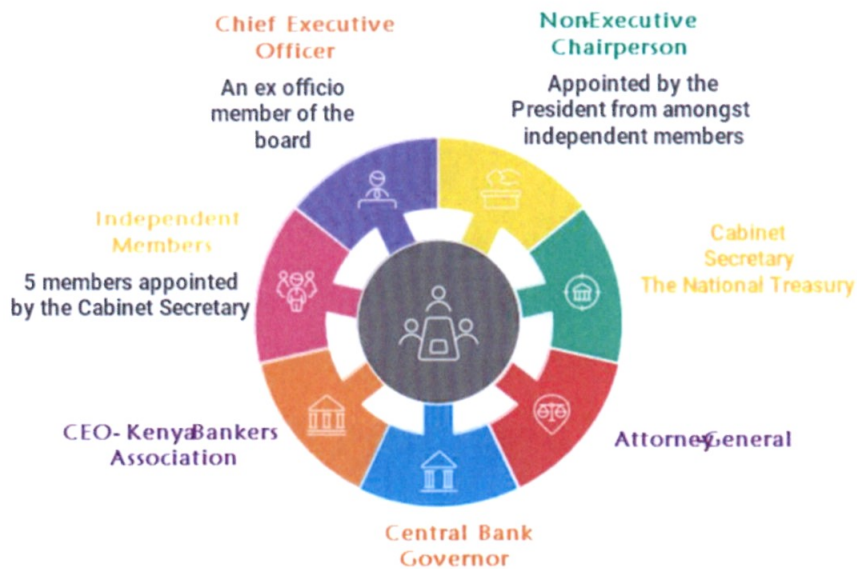 Chief Executive
Officer
An ex officio
member of the
board
NonExecutive
Chairperson
Appointed by the
President from amongst
independent members
Independent
Members
5 members appointed
by the Cabinet Secretary
Cabinet
Secretary
The National Treasury
CEO- KenyaBankers
Association
Attorney-General
Central Bank
Governor